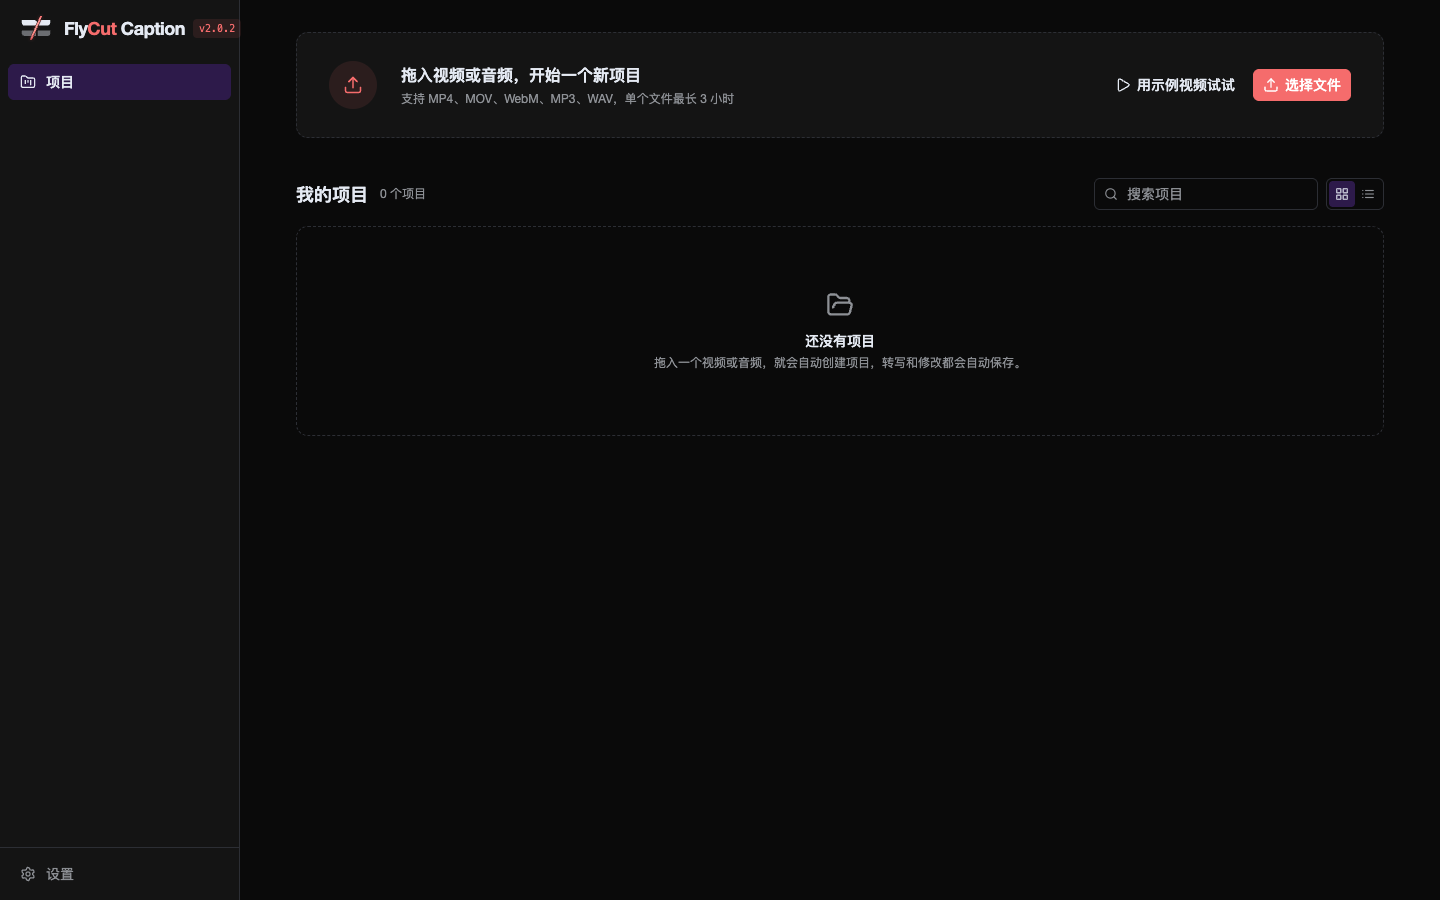 FlyCut Caption v2.0.2
项目
拖入视频或音频，开始一个新项目
支持 MP4、MOV、WebM、MP3、WAV，单个文件最长 3 小时
用示例视频试试
选择文件
我的项目 0 个项目
搜索项目
还没有项目
拖入一个视频或音频，就会自动创建项目，转写和修改都会自动保存。
设置